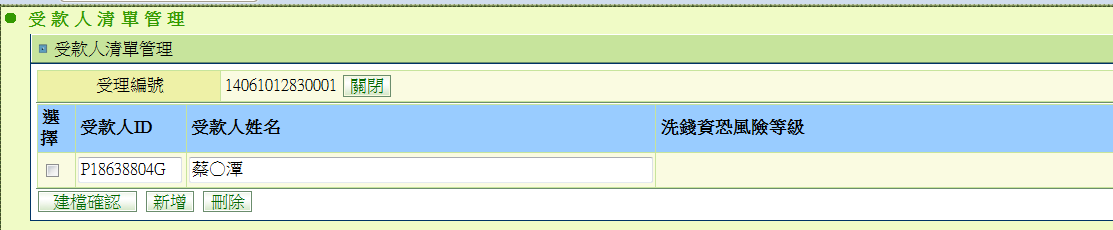 受款人清單管理
受款人清單管理
受理編號 14061012830001 關閉
選擇 受款人ID 受款人姓名 洗錢資恐風險等級
P18638804G 蔡〇潭
建檔確認 新增 刪除